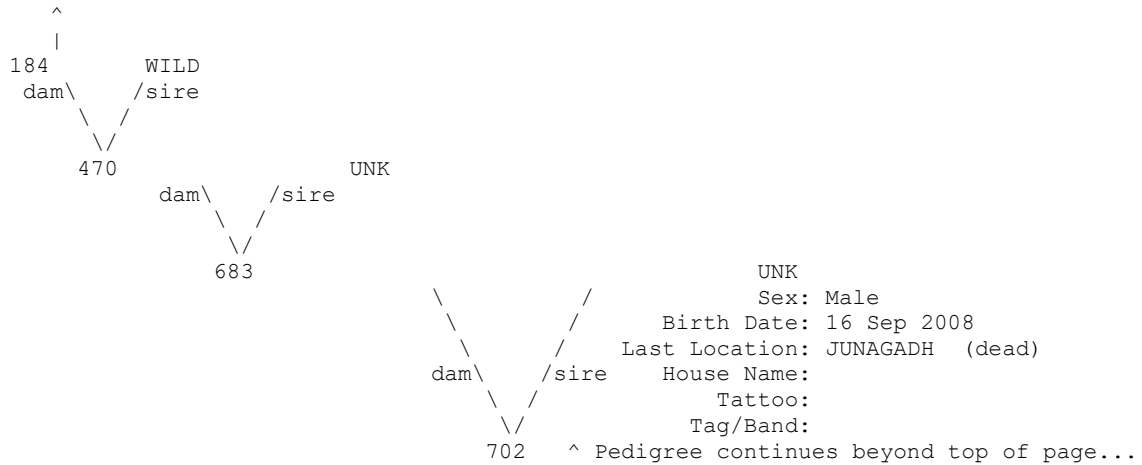 ^
|
184 WILD
dam\ /sire
\ /
\/
470 UNK
dam\ /sire
\ /
\/
683 UNK
\ / Sex: Male
\ / Birth Date: 16 Sep 2008
\ / Last Location: JUNAGADH (dead)
dam\ /sire House Name:
\ / Tattoo:
\/ Tag/Band:
702 ^ Pedigree continues beyond top of page...